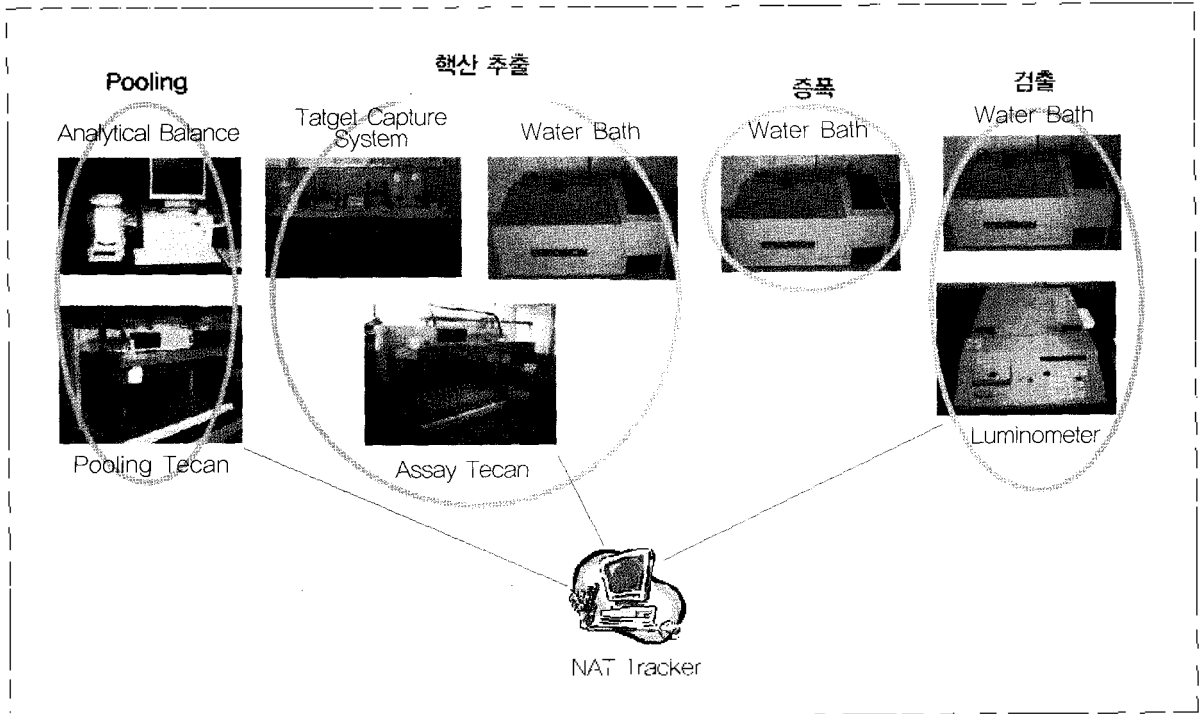 Pooling
Analytical Balance
Pooling Tecan
핵산 추출
Tatget Capture
System
Water Bath
Assay Tecan
증폭
Water Bath
검출
Water Bath
Luminometer
NAT Tracker